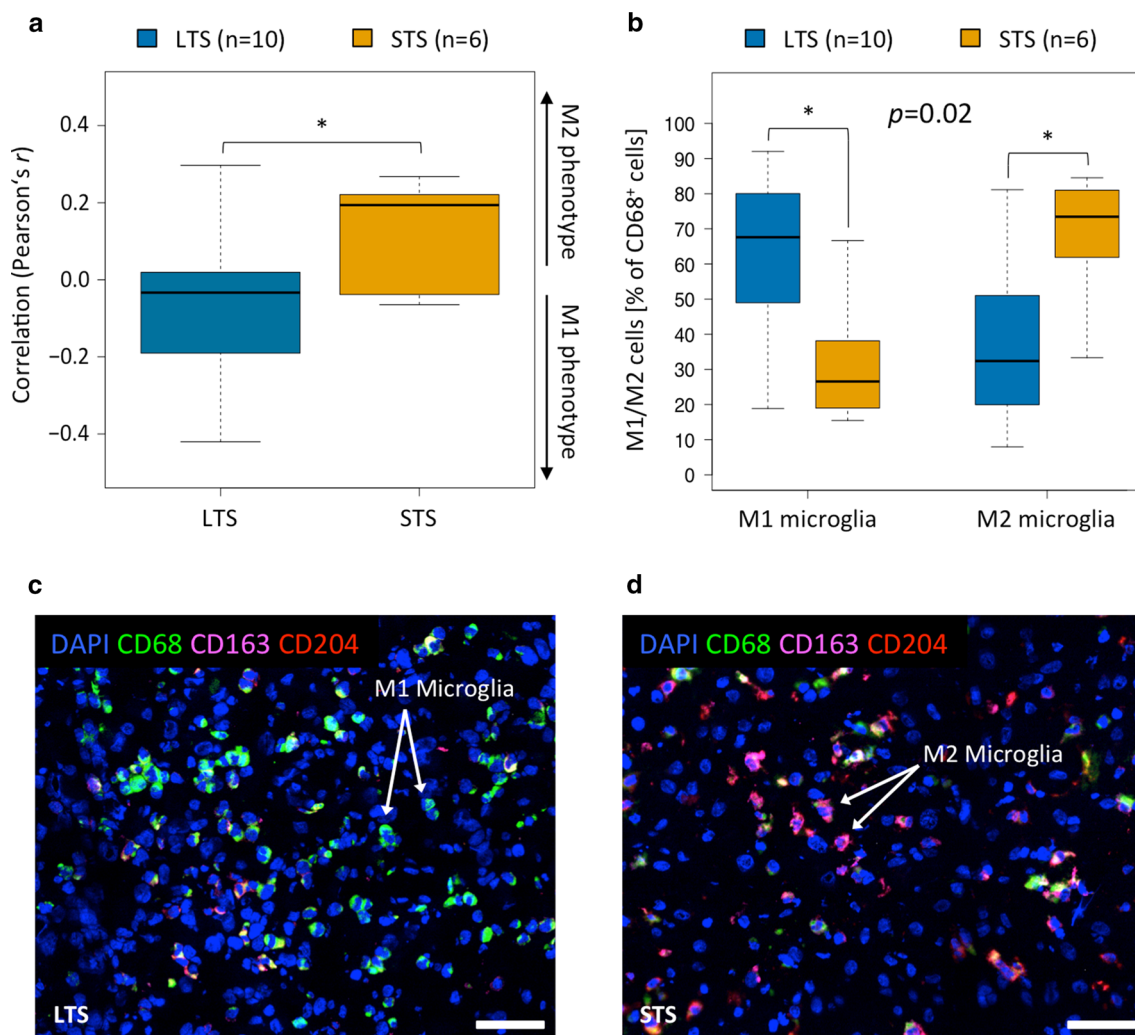 a
LTS (n=10) STS (n=6)
Correlation (Pearson‘s r)
0.4
0.2
0.0
−0.2
−0.4
M2 phenotype
M1 phenotype
*
LTS STS
b
LTS (n=10) STS (n=6)
M1/M2 cells [% of CD68⁺ cells]
100
90
80
70
60
50
40
30
20
10
0
* p=0.02 *
M1 microglia M2 microglia
c
DAPI CD68 CD163 CD204
M1 Microglia
LTS
d
DAPI CD68 CD163 CD204
M2 Microglia
STS